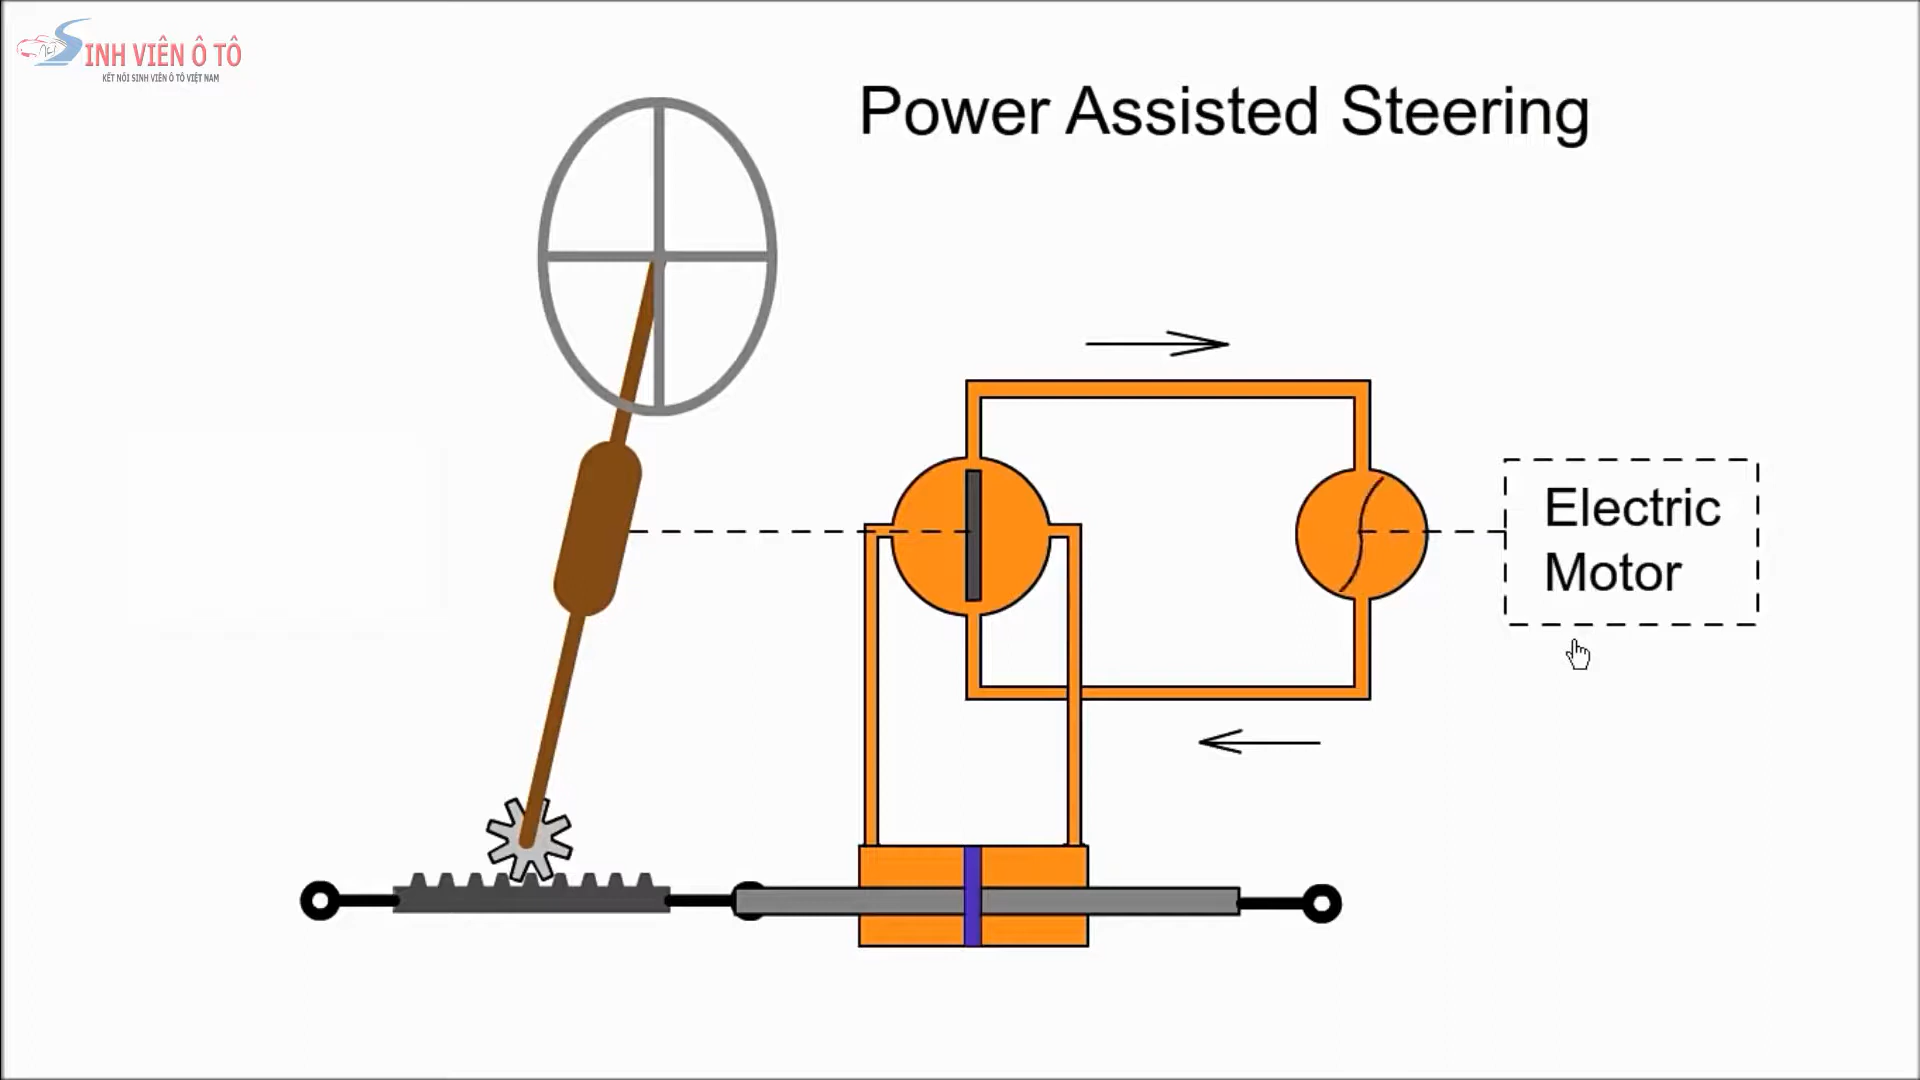 SINH VIÊN Ô TÔ
KẾT NỐI SINH VIÊN Ô TÔ VIỆT NAM
Power Assisted Steering
Electric
Motor